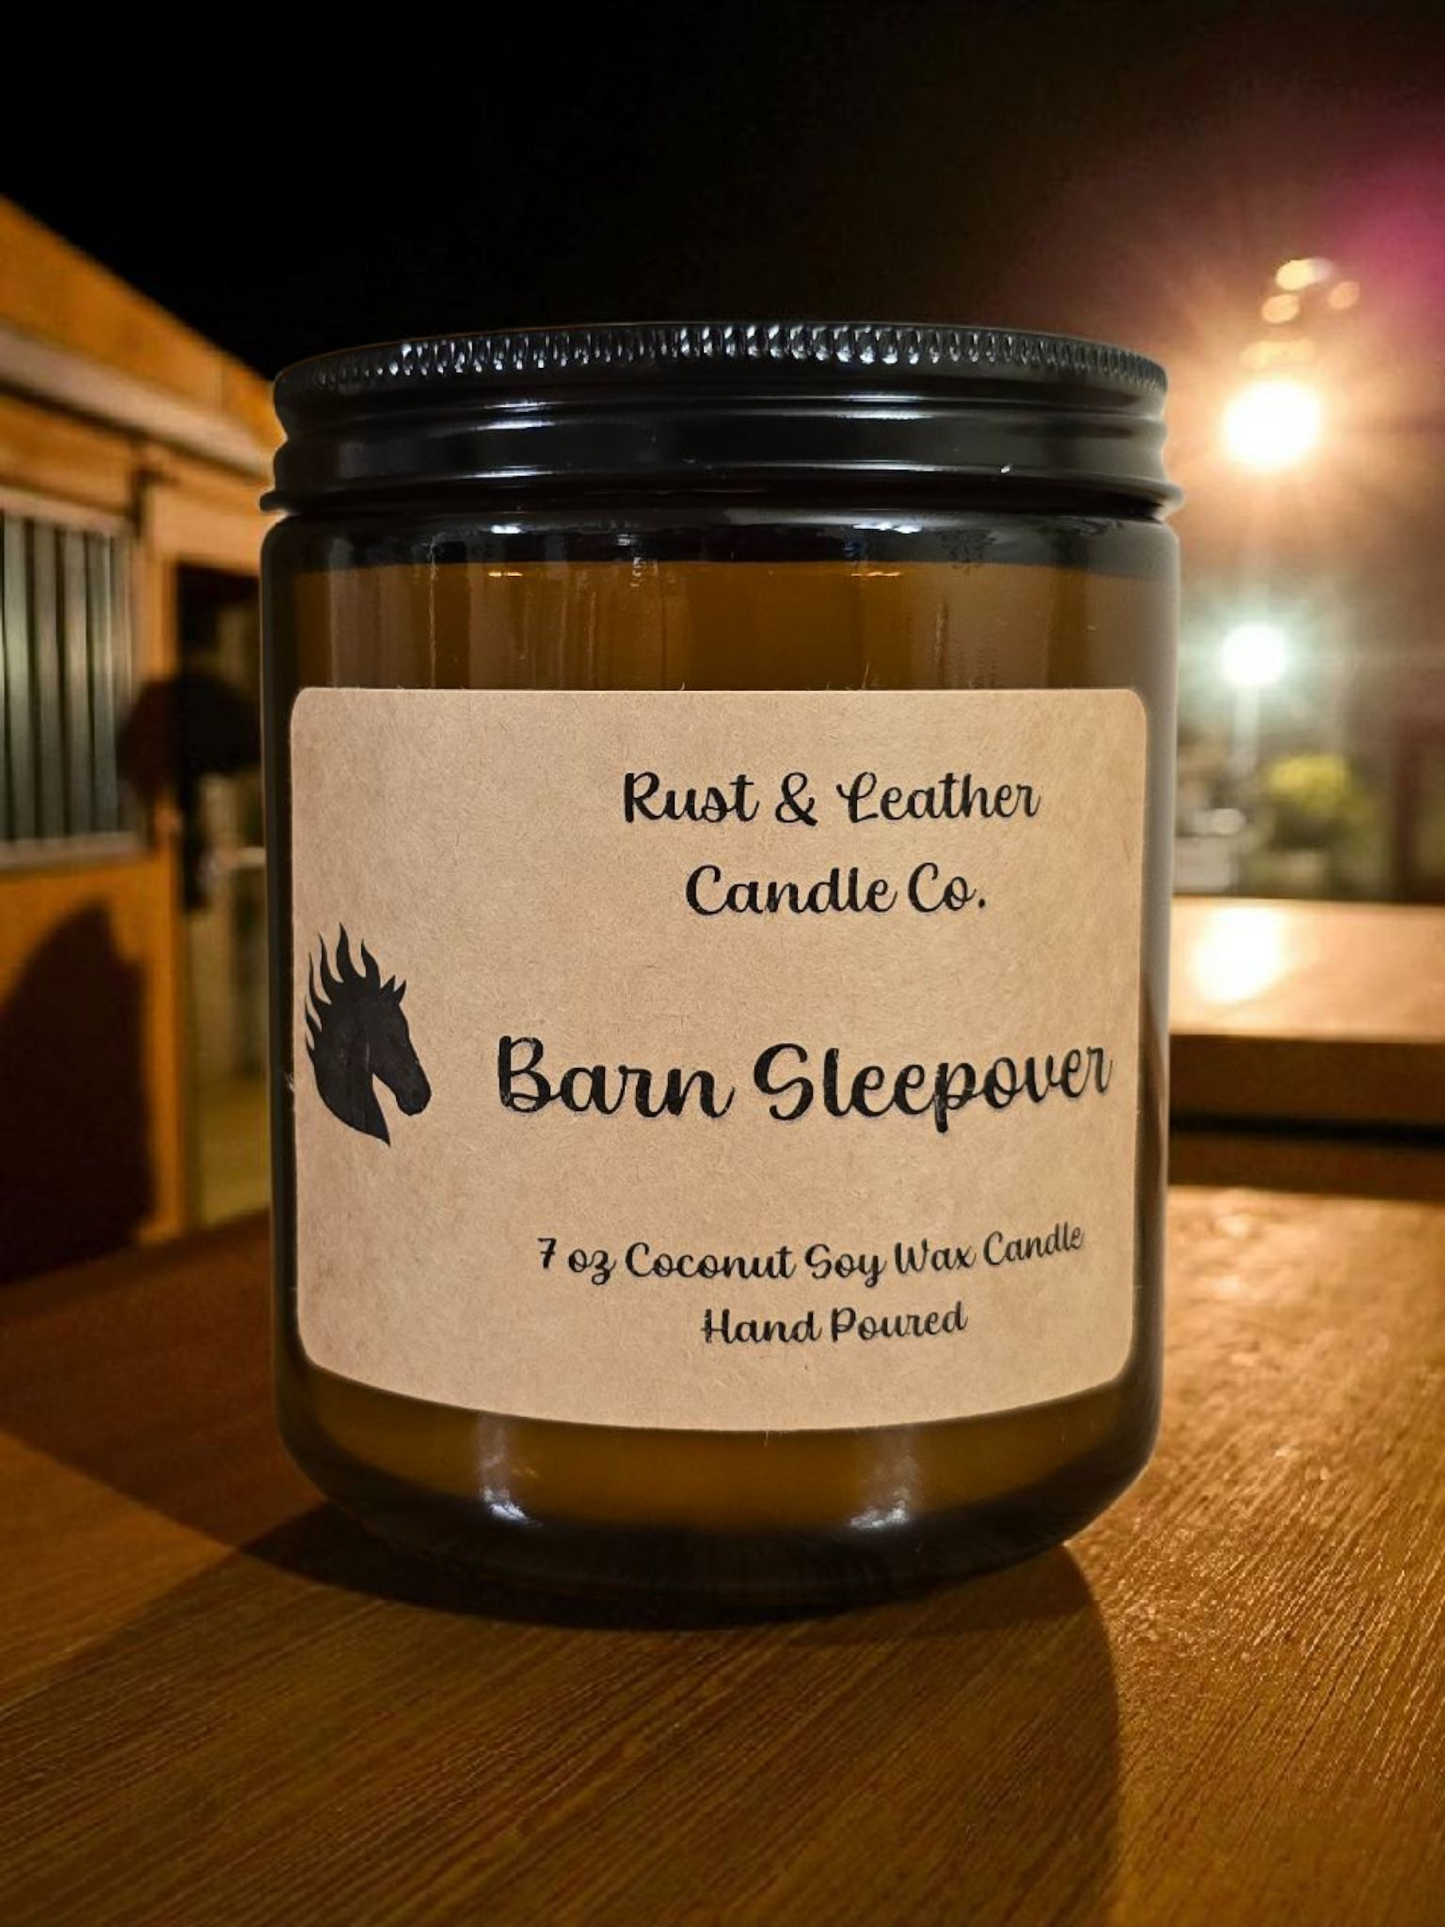 Rust & Leather
Candle Co.
Barn Sleepover
7 oz Coconut Soy Wax Candle
Hand Poured